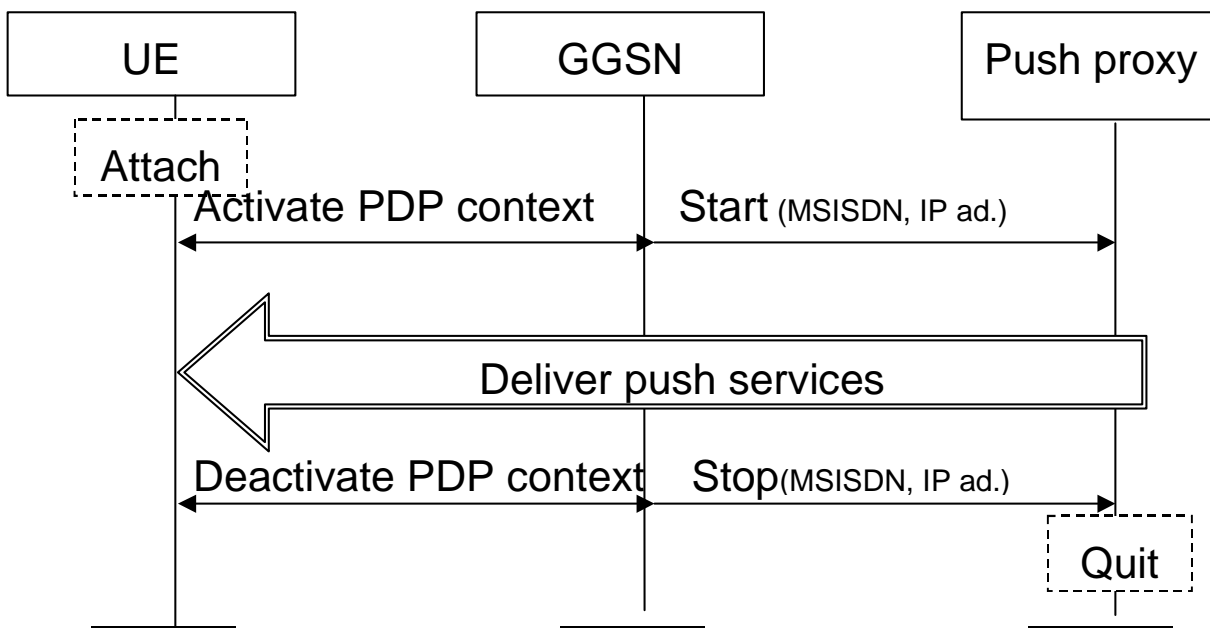 UE
GGSN
Push proxy
Attach
Activate PDP context
Start (MSISDN, IP ad.)
Deliver push services
Deactivate PDP context
Stop(MSISDN, IP ad.)
Quit